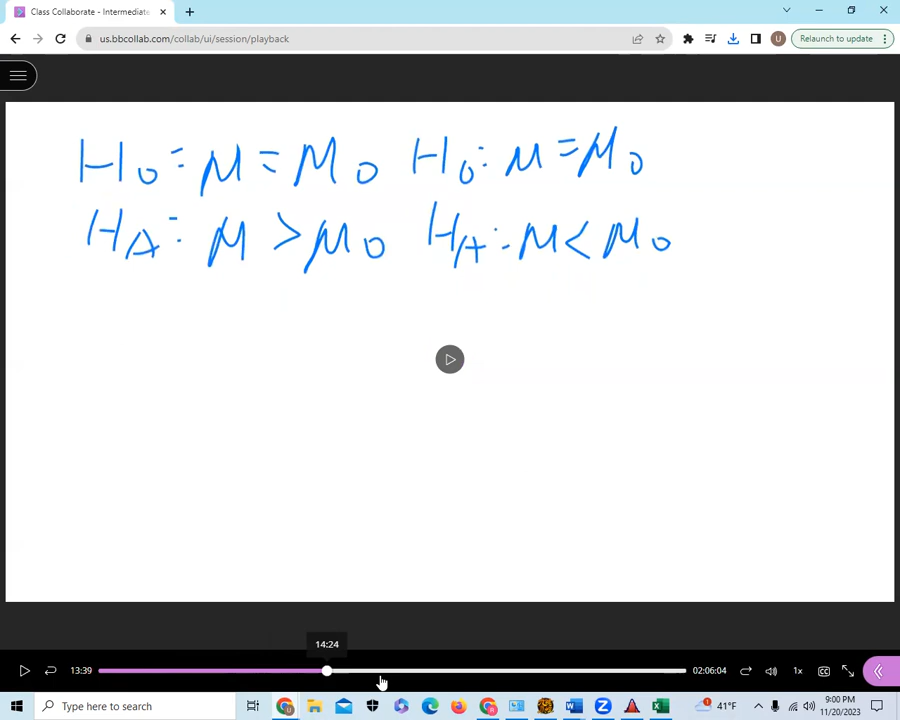 Class Collaborate - Intermediate
us.bbcollab.com/collab/ui/session/playback
Relaunch to update
U
H₀: μ = μ₀ H₀: μ = μ₀
H_A: μ > μ₀ H_A: μ < μ₀
14:24
13:39
02:06:04
1x
Type here to search
41°F
9:00 PM
11/20/2023